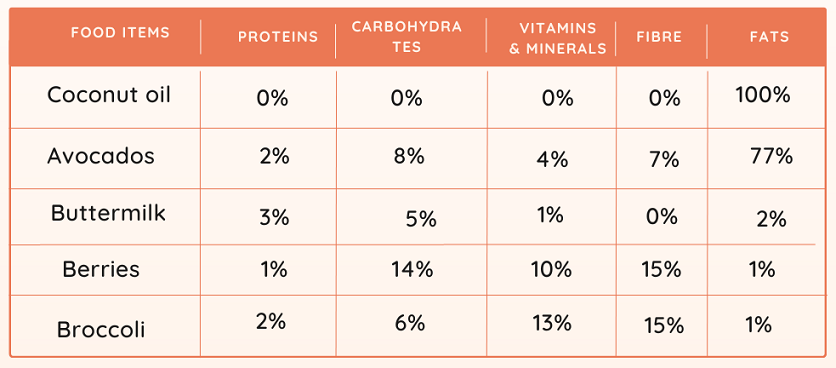 FOOD ITEMS PROTEINS CARBOHYDRA TES VITAMINS & MINERALS FIBRE FATS
Coconut oil 0% 0% 0% 0% 100%
Avocados 2% 8% 4% 7% 77%
Buttermilk 3% 5% 1% 0% 2%
Berries 1% 14% 10% 15% 1%
Broccoli 2% 6% 13% 15% 1%